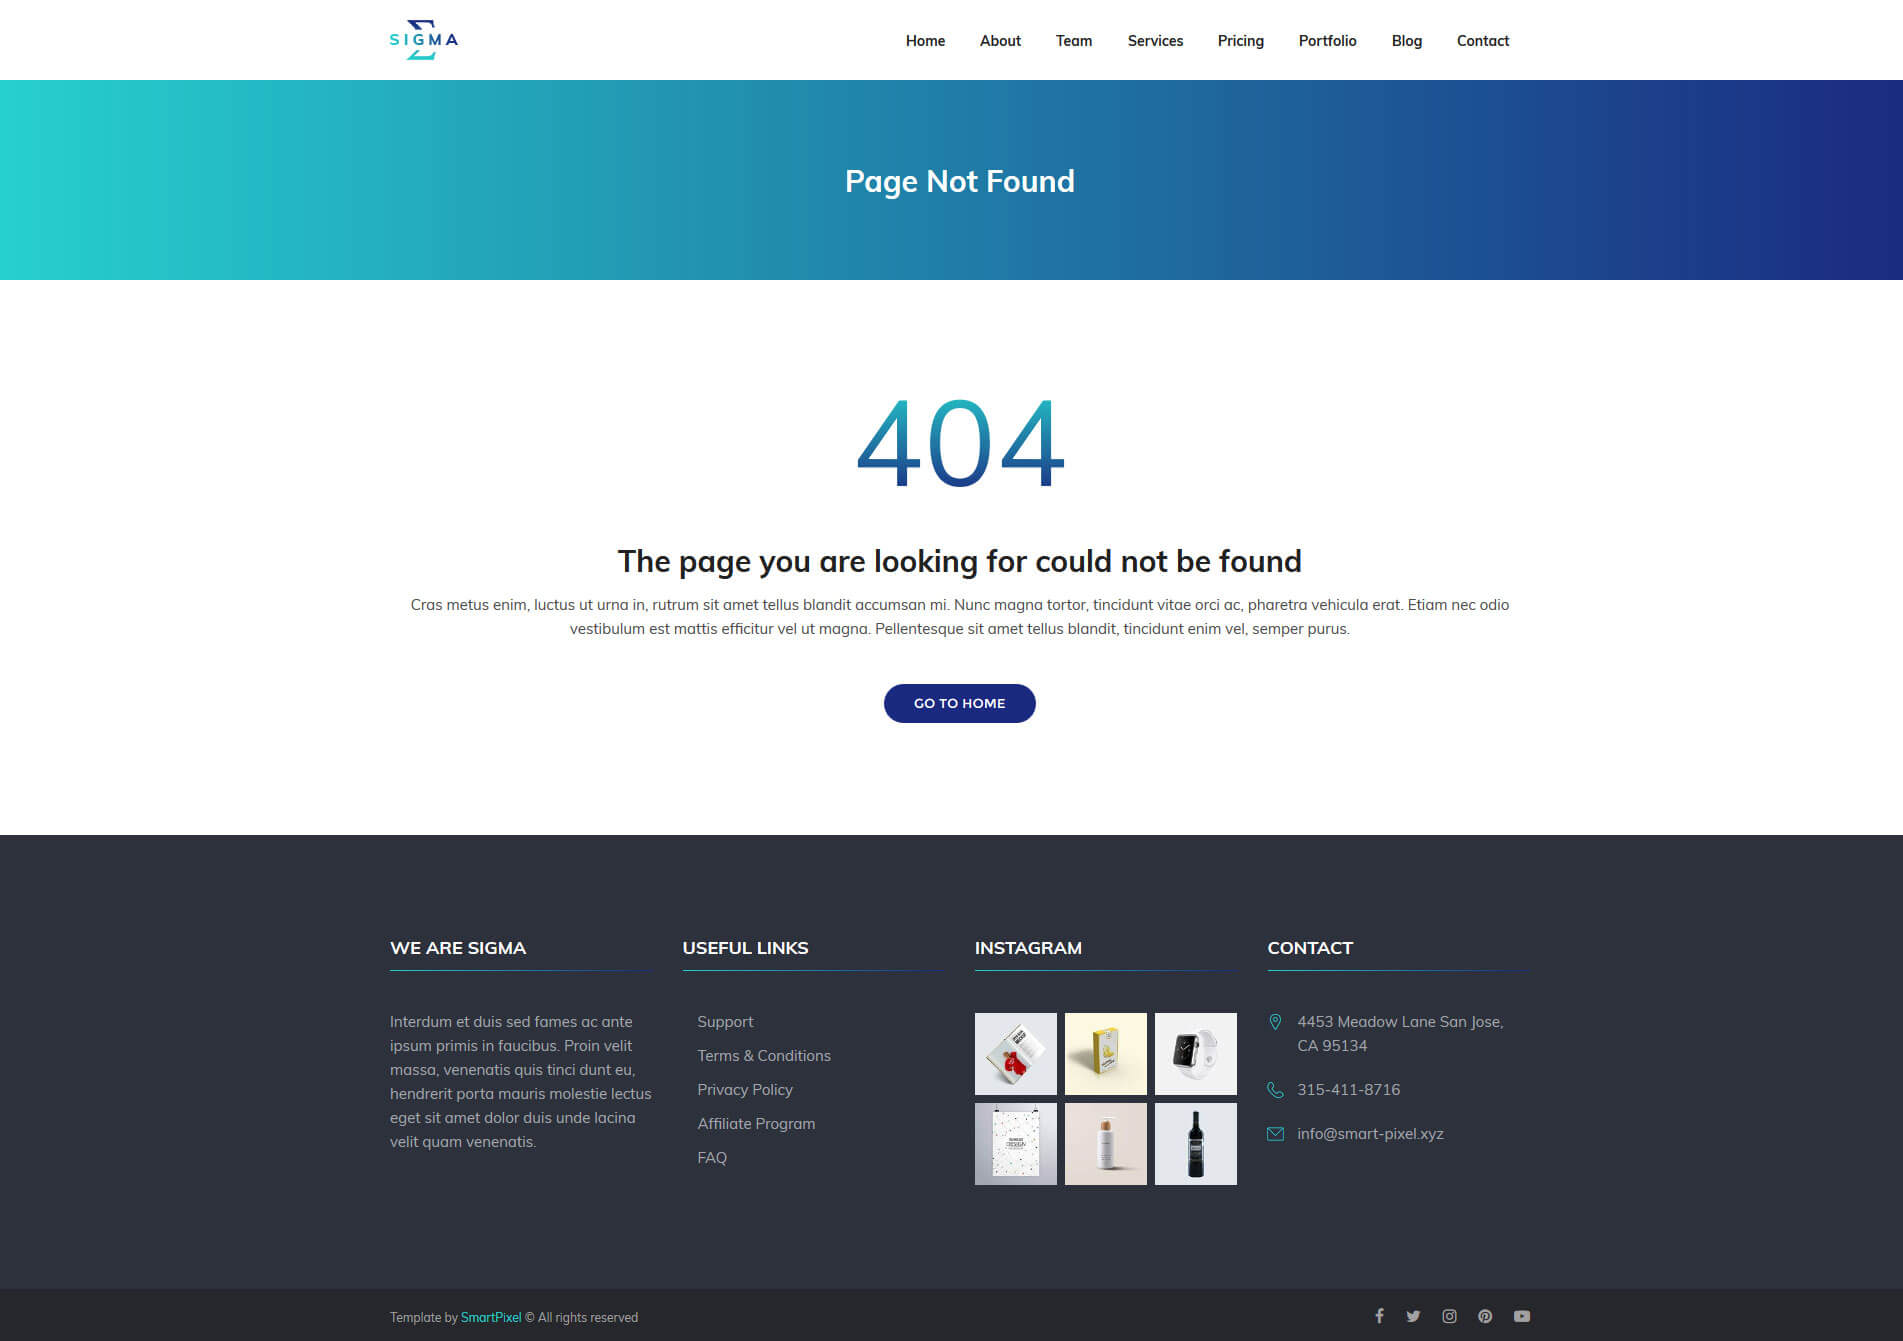 SIGMA
Home About Team Services Pricing Portfolio Blog Contact
Page Not Found
404
The page you are looking for could not be found
Cras metus enim, luctus ut urna in, rutrum sit amet tellus blandit accumsan mi. Nunc magna tortor, tincidunt vitae orci ac, pharetra vehicula erat. Etiam nec odio
vestibulum est mattis efficitur vel ut magna. Pellentesque sit amet tellus blandit, tincidunt enim vel, semper purus.
GO TO HOME
WE ARE SIGMA
Interdum et duis sed fames ac ante
ipsum primis in faucibus. Proin velit
massa, venenatis quis tinci dunt eu,
hendrerit porta mauris molestie lectus
eget sit amet dolor duis unde lacina
velit quam venenatis.
USEFUL LINKS
Support
Terms & Conditions
Privacy Policy
Affiliate Program
FAQ
INSTAGRAM
DESIGN
CONTACT
4453 Meadow Lane San Jose,
CA 95134
315-411-8716
info@smart-pixel.xyz
Template by SmartPixel © All rights reserved